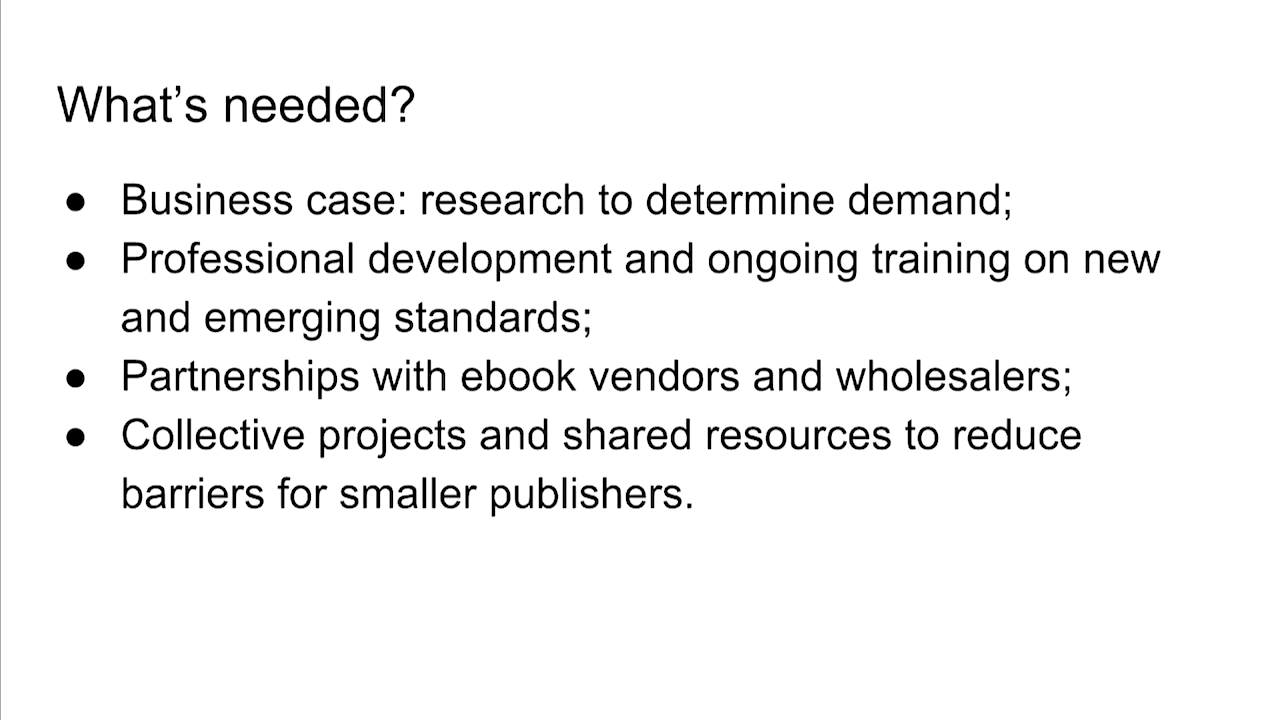 What’s needed?
● Business case: research to determine demand;
● Professional development and ongoing training on new
and emerging standards;
● Partnerships with ebook vendors and wholesalers;
● Collective projects and shared resources to reduce
barriers for smaller publishers.